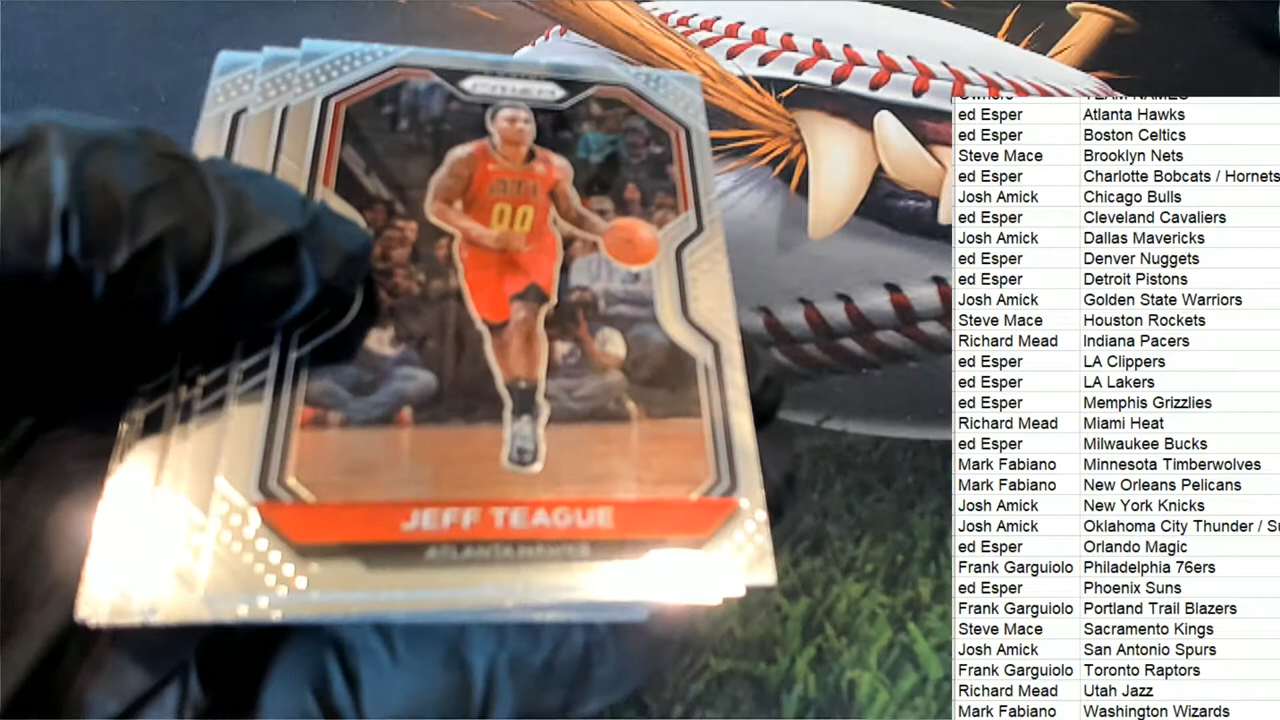 PRIZM
00
JEFF TEAGUE
ATLANTA HAWKS
Owners TEAM NAMES
ed Esper Atlanta Hawks
ed Esper Boston Celtics
Steve Mace Brooklyn Nets
ed Esper Charlotte Bobcats / Hornets
Josh Amick Chicago Bulls
ed Esper Cleveland Cavaliers
Josh Amick Dallas Mavericks
ed Esper Denver Nuggets
ed Esper Detroit Pistons
Josh Amick Golden State Warriors
Steve Mace Houston Rockets
Richard Mead Indiana Pacers
ed Esper LA Clippers
ed Esper LA Lakers
ed Esper Memphis Grizzlies
Richard Mead Miami Heat
ed Esper Milwaukee Bucks
Mark Fabiano Minnesota Timberwolves
Mark Fabiano New Orleans Pelicans
Josh Amick New York Knicks
Josh Amick Oklahoma City Thunder / Su
ed Esper Orlando Magic
Frank Garguiolo Philadelphia 76ers
ed Esper Phoenix Suns
Frank Garguiolo Portland Trail Blazers
Steve Mace Sacramento Kings
Josh Amick San Antonio Spurs
Frank Garguiolo Toronto Raptors
Richard Mead Utah Jazz
Mark Fabiano Washington Wizards